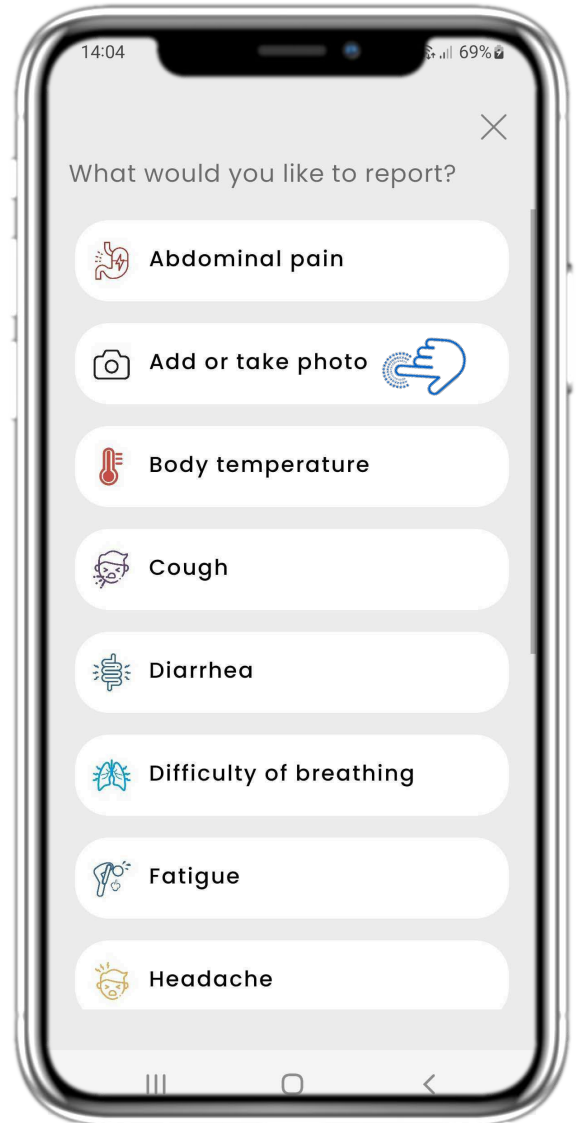 14:04
69%
What would you like to report?
Abdominal pain
Add or take photo
Body temperature
Cough
Diarrhea
Difficulty of breathing
Fatigue
Headache